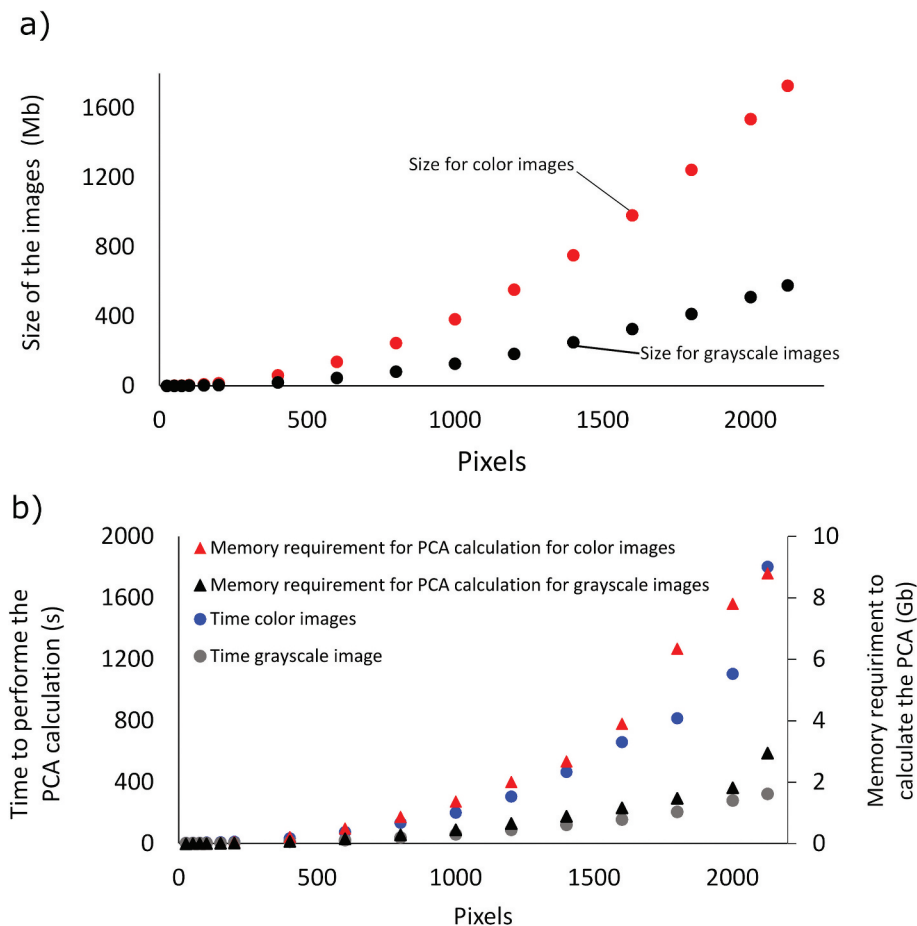 a)
Size of the images (Mb)
1600
1200
800
400
0
Size for color images
Size for grayscale images
0
500
1000
1500
2000
Pixels
b)
Time to performe the
PCA calculation (s)
2000
1600
1200
800
400
0
Memory requirement for PCA calculation for color images
Memory requirement for PCA calculation for grayscale images
Time color images
Time grayscale image
10
8
6
4
2
0
Memory requiriment to
calculate the PCA (Gb)
0
500
1000
1500
2000
Pixels